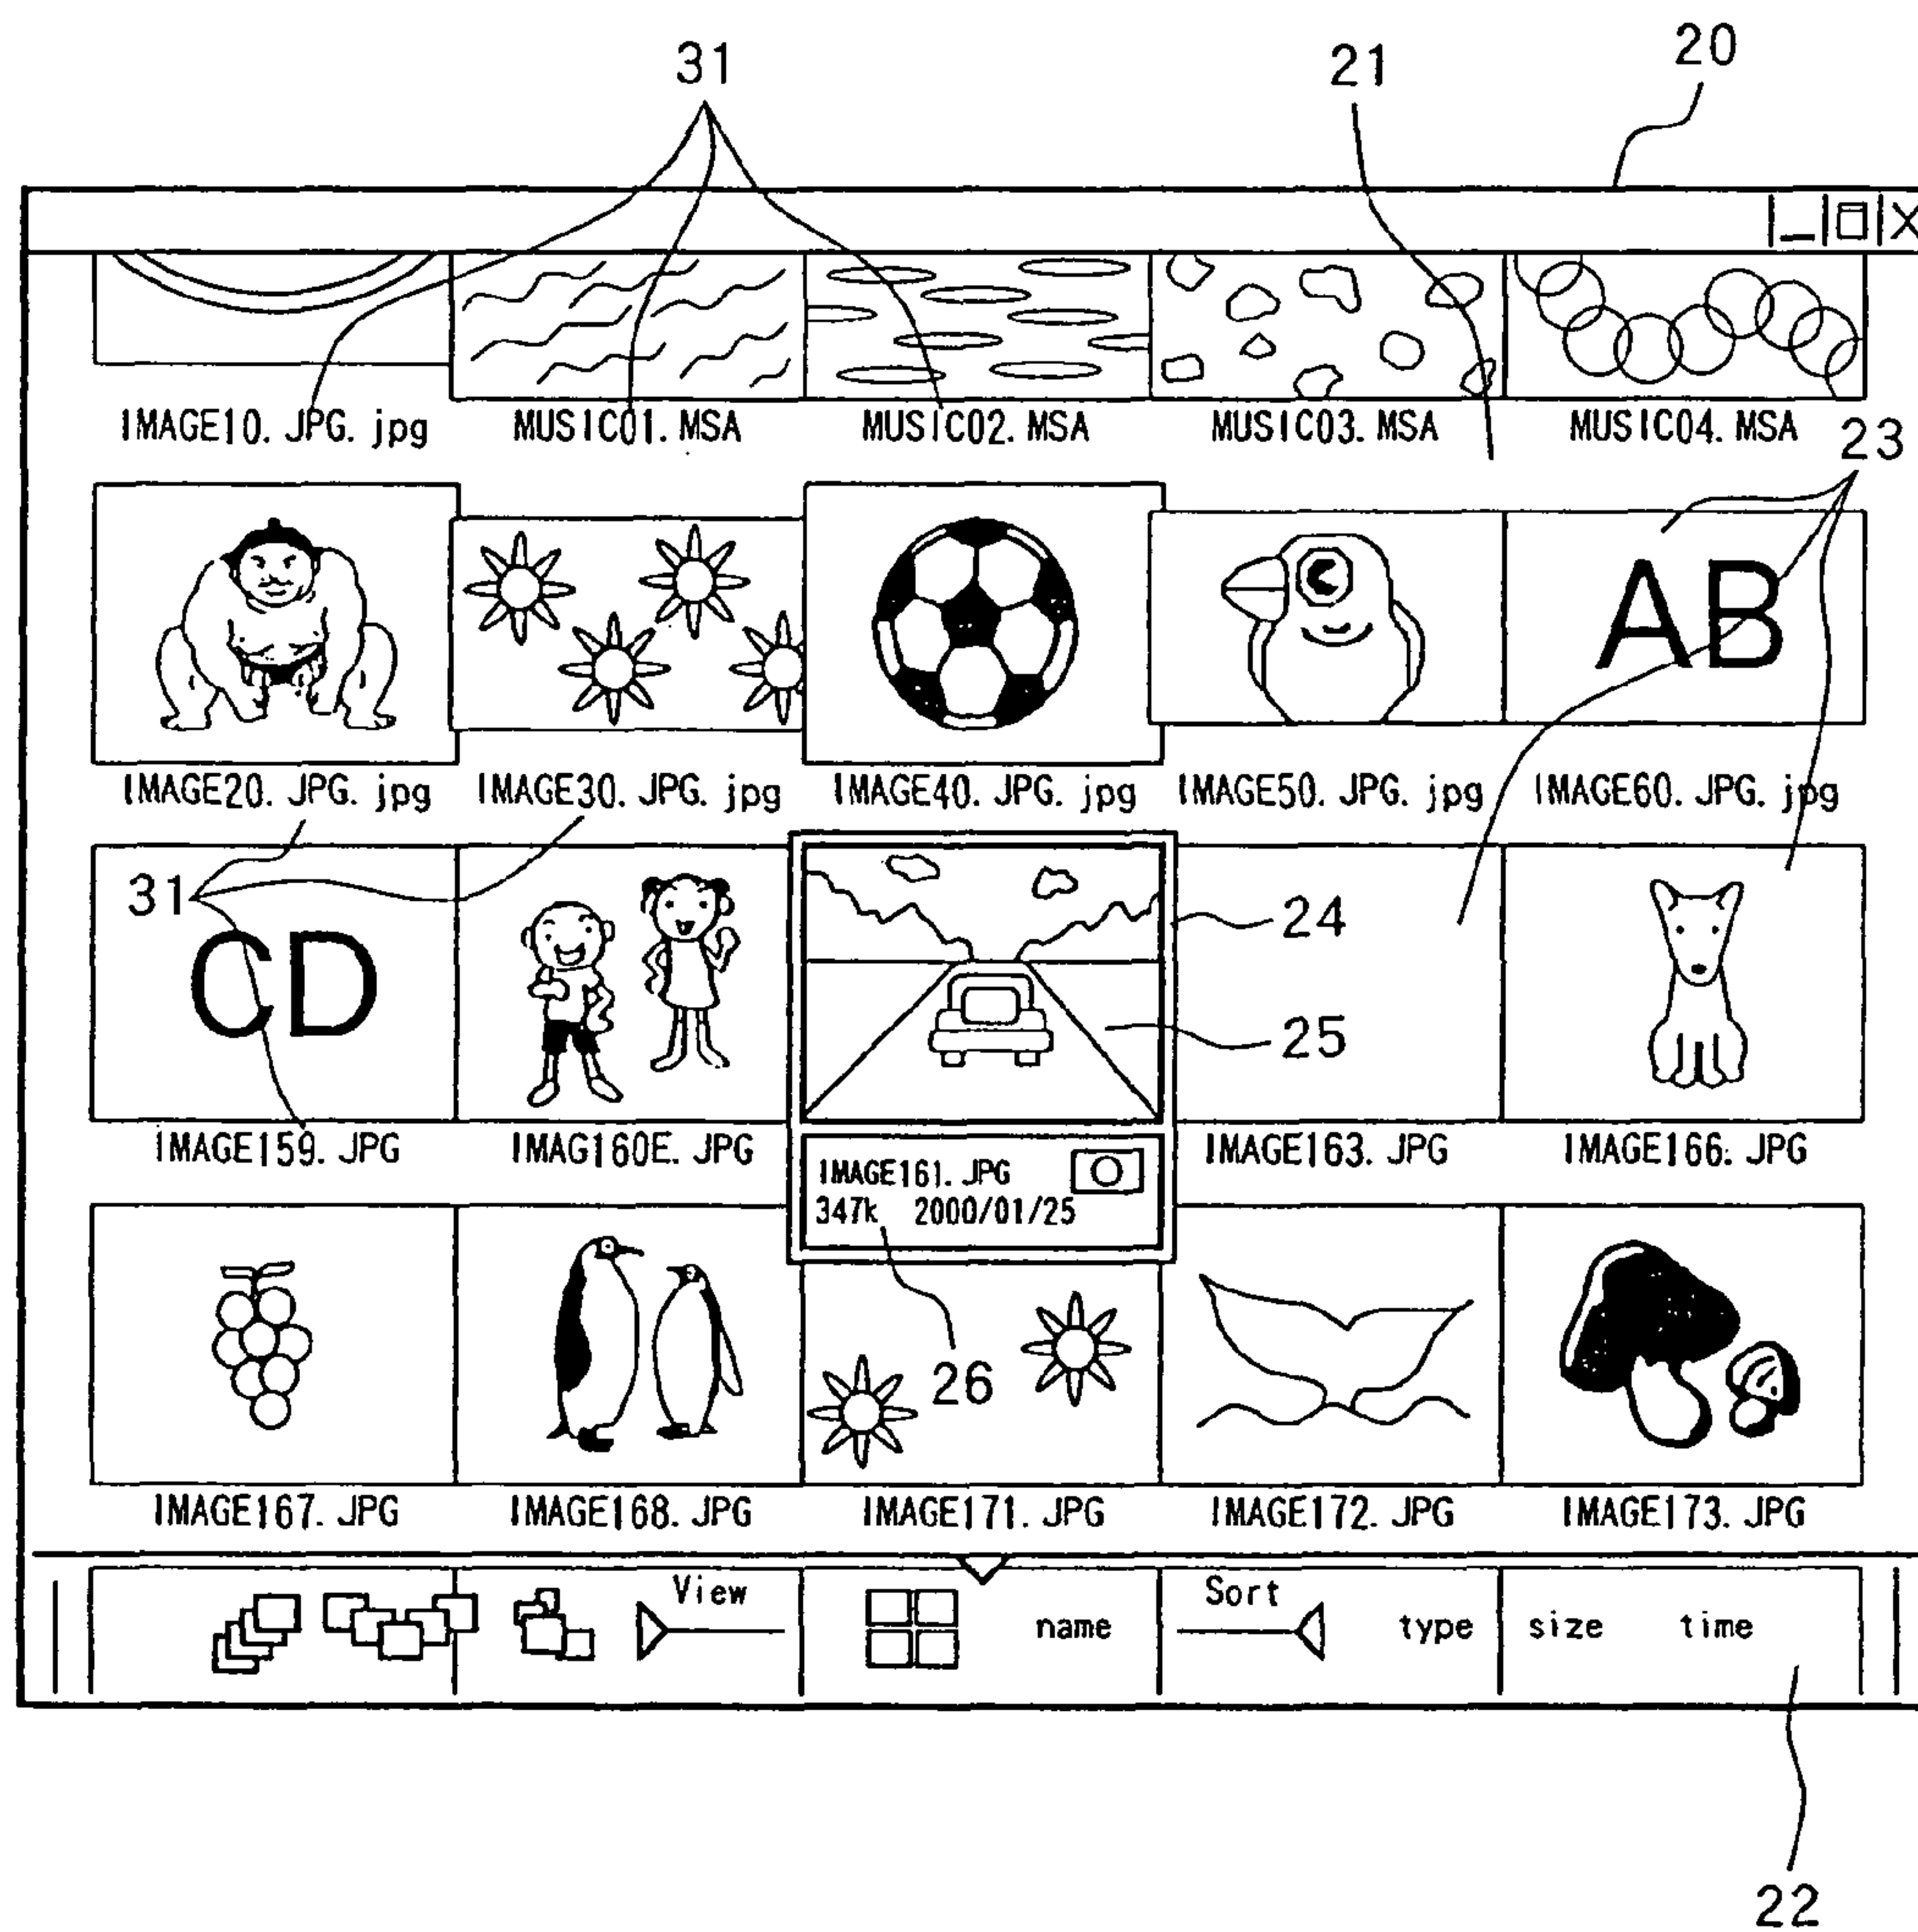 20
31 21
IMAGE10.JPG.jpg MUSIC01.MSA MUSIC02.MSA MUSIC03.MSA MUSIC04.MSA
23
AB
IMAGE20.JPG.jpg IMAGE30.JPG.jpg IMAGE40.JPG.jpg IMAGE50.JPG.jpg IMAGE60.JPG.jpg
31
CD
24
25
IMAGE159.JPG IMAG160E.JPG IMAGE163.JPG IMAGE166.JPG
IMAGE161.JPG
347k 2000/01/25
26
IMAGE167.JPG IMAGE168.JPG IMAGE171.JPG IMAGE172.JPG IMAGE173.JPG
View Sort
name type size time
22